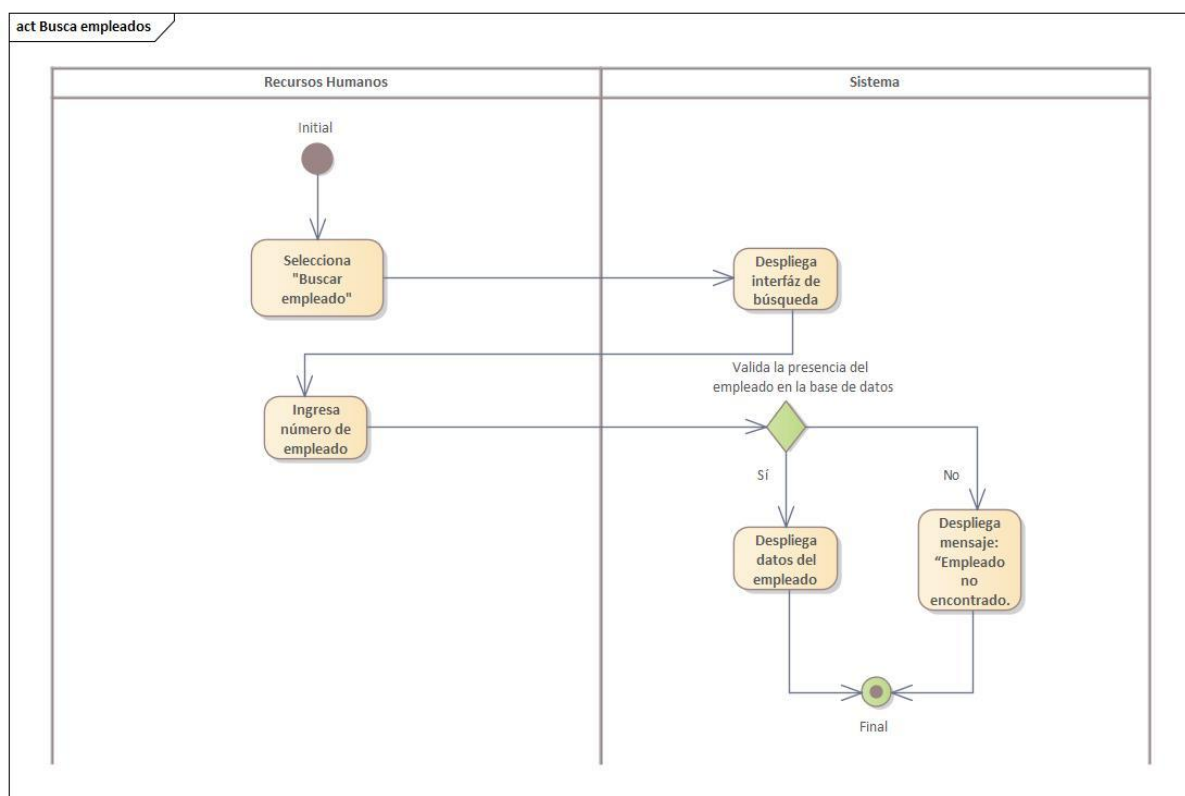 act Busca empleados
Recursos Humanos
Sistema
Initial
Selecciona
"Buscar
empleado"
Despliega
interfáz de
búsqueda
Valida la presencia del
empleado en la base de datos
Ingresa
número de
empleado
Sí
No
Despliega
datos del
empleado
Despliega
mensaje:
“Empleado
no
encontrado.
Final